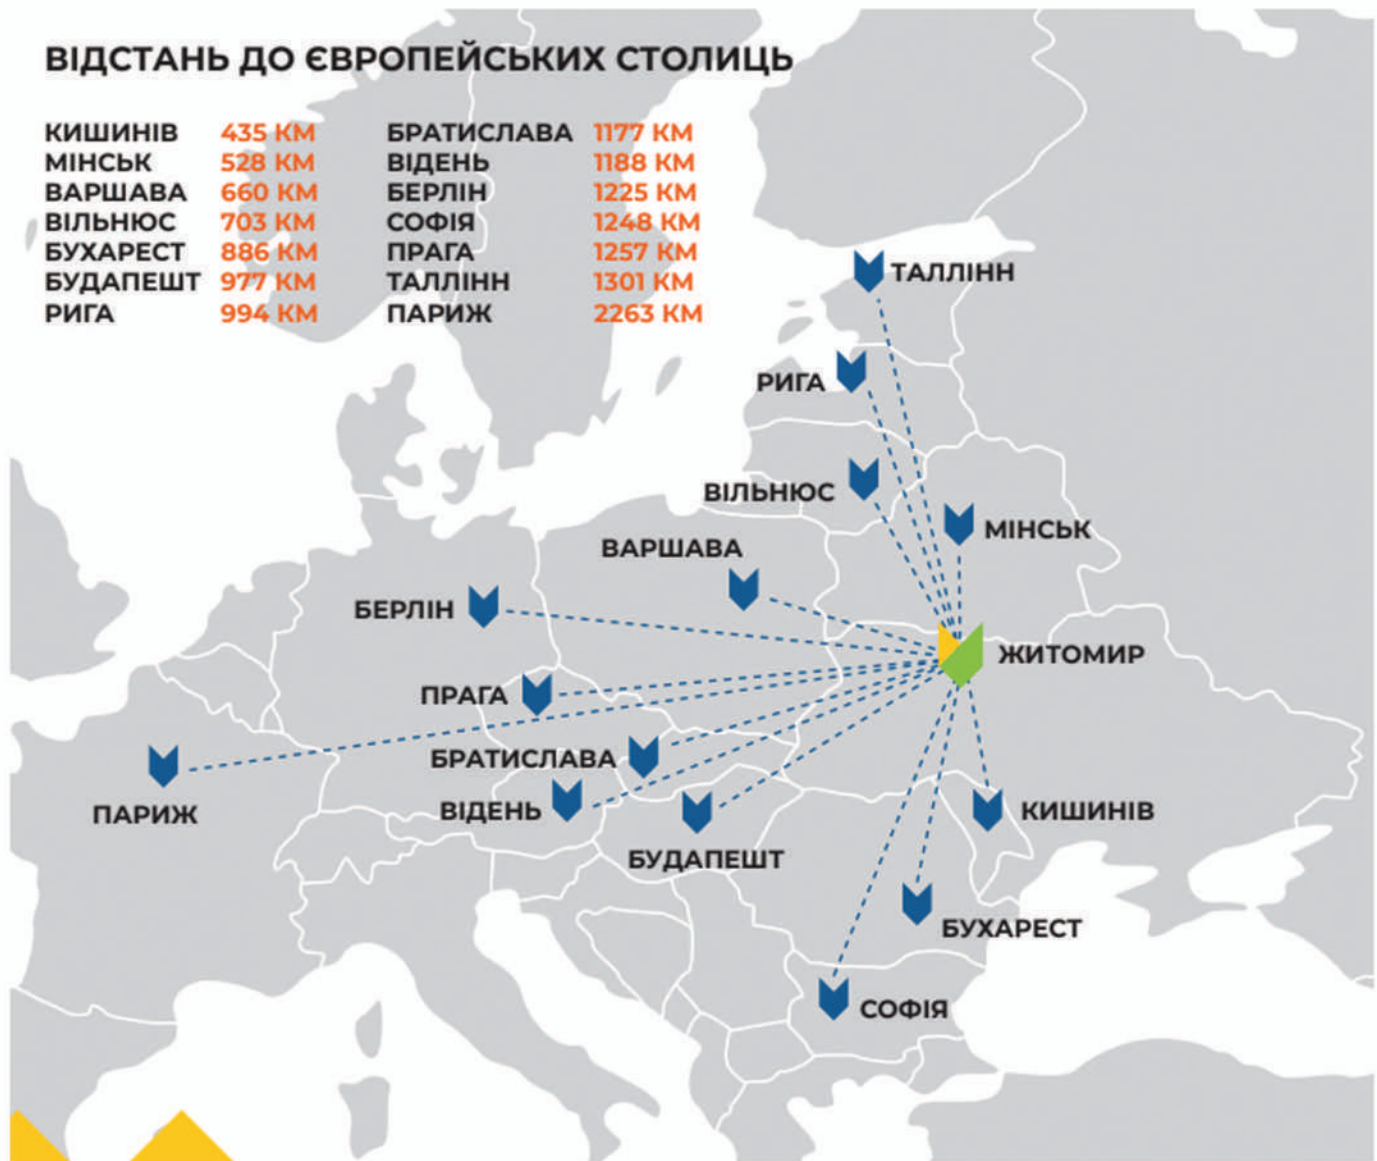 ВІДСТАНЬ ДО ЄВРОПЕЙСЬКИХ СТОЛИЦЬ
КИШИНІВ 435 КМ
МІНСЬК 528 КМ
ВАРШАВА 660 КМ
ВІЛЬНЮС 703 КМ
БУХАРЕСТ 886 КМ
БУДАПЕШТ 977 КМ
РИГА 994 КМ
БРАТИСЛАВА 1177 КМ
ВІДЕНЬ 1188 КМ
БЕРЛІН 1225 КМ
СОФІЯ 1248 КМ
ПРАГА 1257 КМ
ТАЛЛІНН 1301 КМ
ПАРИЖ 2263 КМ
ТАЛЛІНН
РИГА
ВІЛЬНЮС
МІНСЬК
ВАРШАВА
БЕРЛІН
ЖИТОМИР
ПРАГА
БРАТИСЛАВА
ВІДЕНЬ
ПАРИЖ
КИШИНІВ
БУДАПЕШТ
БУХАРЕСТ
СОФІЯ